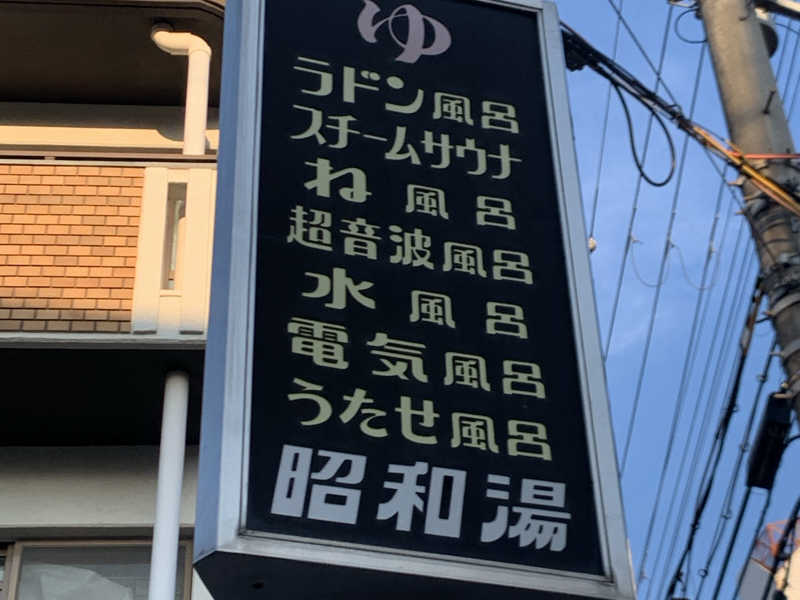 ゆ
ラドン風呂
スチームサウナ
ね風呂
超音波風呂
水風呂
電気風呂
うたせ風呂
昭和湯